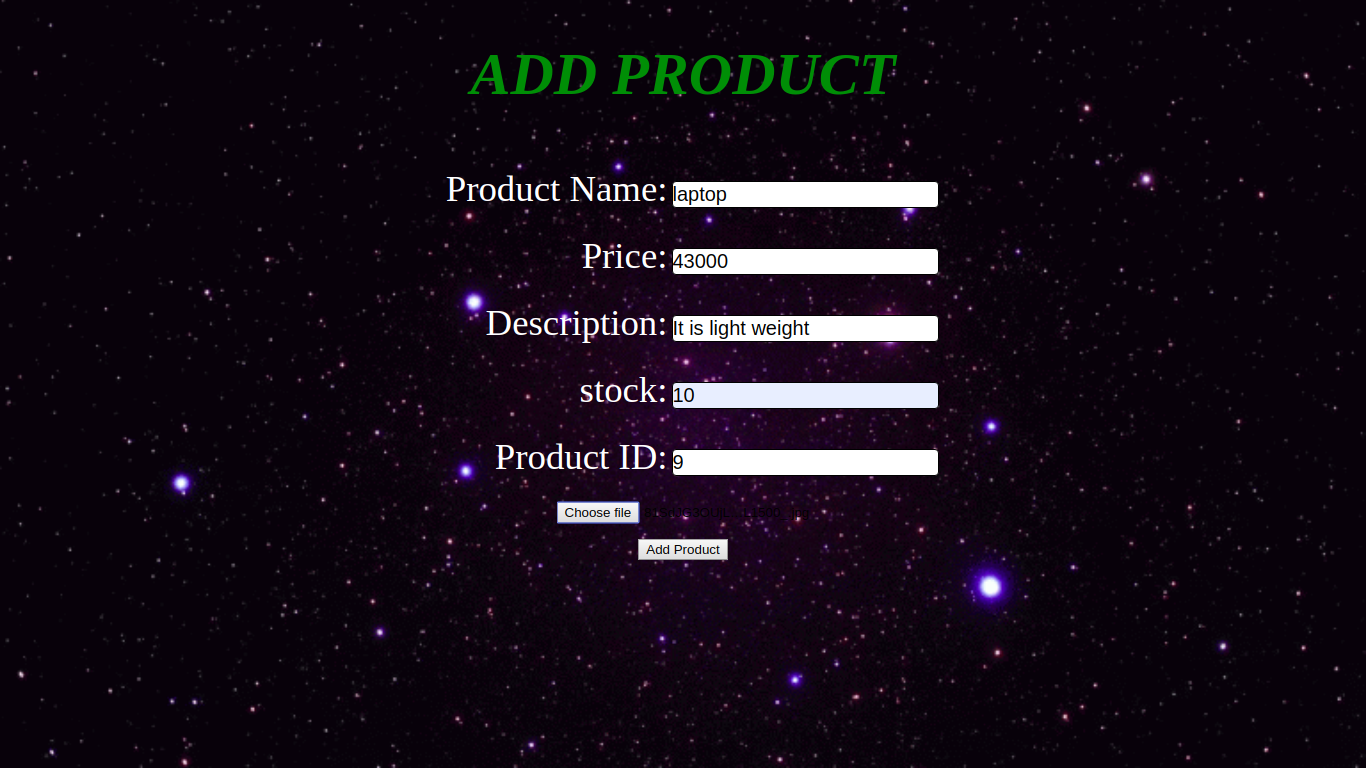 ADD PRODUCT
Product Name: laptop
Price: 43000
Description: It is light weight
stock: 10
Product ID: 9
Choose file
Add Product